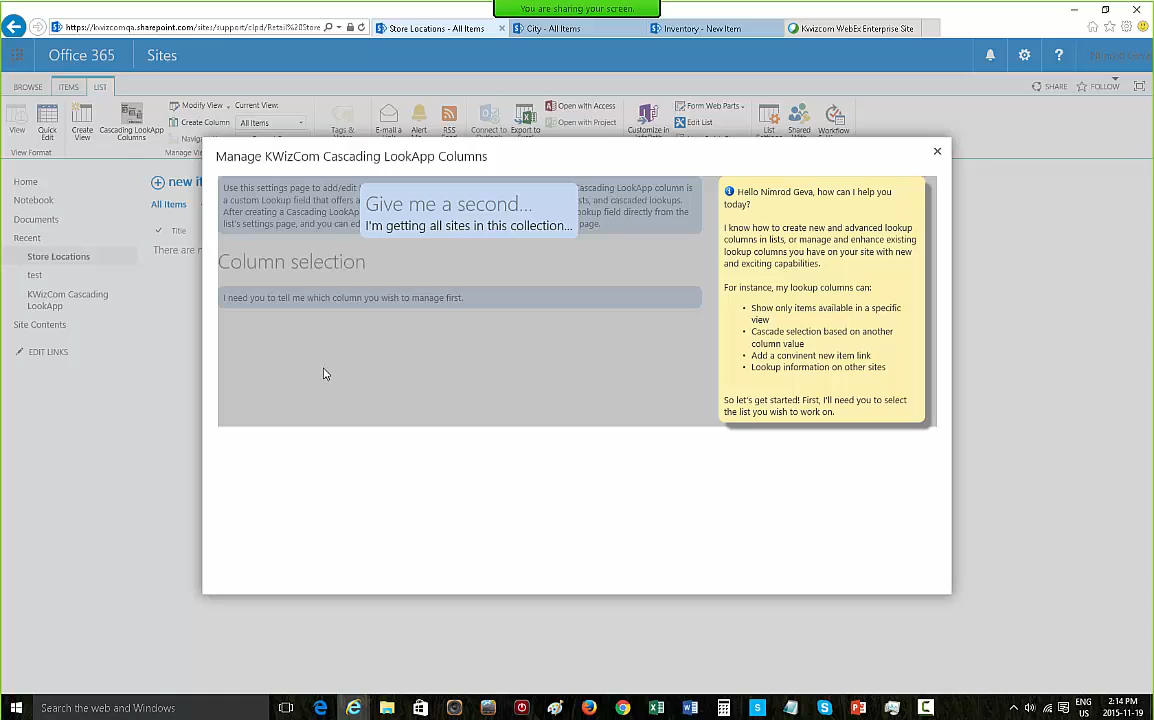 You are sharing your screen.
https://kwizcomqa.sharepoint.com/sites/support/clpd/Retail%20Store
Store Locations - All Items
City - All Items
Inventory - New Item
Kwizcom WebEx Enterprise Site
Office 365
Sites
BROWSE
ITEMS
LIST
SHARE
FOLLOW
View
Quick Edit
Create View
Cascading LookApp Columns
Modify View
Create Column
Current View:
All Items
Tags &
E-mail a
Alert Me
RSS
Connect to
Export to
Open with Access
Open with Project
Customize in
Form Web Parts
Edit List
List
Shared With
Workflow
View Format
Manage
Manage KWizCom Cascading LookApp Columns
Home
Notebook
Documents
Recent
Store Locations
test
KWizCom Cascading
LookApp
Site Contents
EDIT LINKS
new it
All Items
Title
There are
Use this settings page to add/edit
ascading LookApp column is
a custom Lookup field that offers a
sts, and cascaded lookups.
After creating a Cascading LookAp
okup field directly from the
list's settings page, and you can ed
page.
Give me a second...
I'm getting all sites in this collection...
Column selection
I need you to tell me which column you wish to manage first.
Hello Nimrod Geva, how can I help you
today?
I know how to create new and advanced lookup
columns in lists, or manage and enhance existing
lookup columns you have on your site with new
and exciting capabilities.
For instance, my lookup columns can:
• Show only items available in a specific
view
• Cascade selection based on another
column value
• Add a convinent new item link
• Lookup information on other sites
So let's get started! First, I'll need you to select
the list you wish to work on.
Search the web and Windows
ENG
US
2:14 PM
2015-11-19